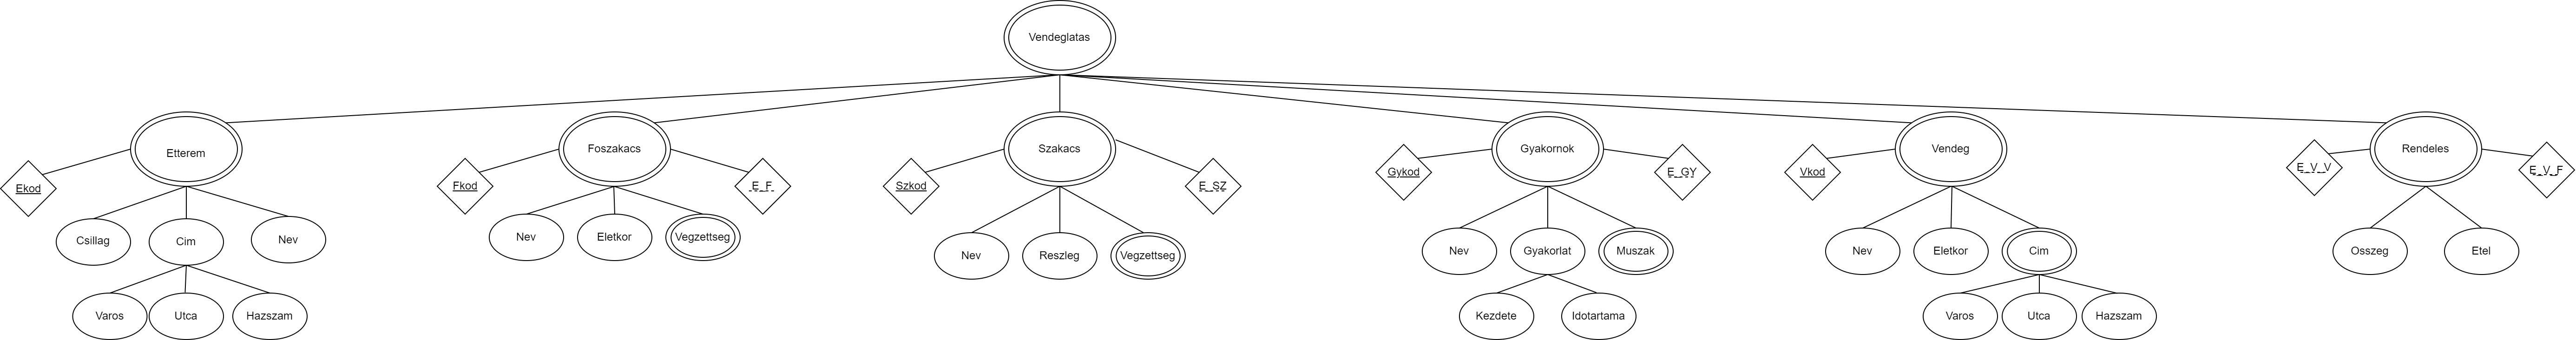 Vendeglatas
Etterem
Foszakacs
Szakacs
Gyakornok
Vendeg
Rendeles
Ekod
Fkod
E_F
Szkod
E_SZ
Gykod
E_GY
Vkod
E_V_V
E_V_F
Csillag
Cim
Nev
Nev
Eletkor
Vegzettseg
Nev
Reszleg
Vegzettseg
Nev
Gyakorlat
Muszak
Nev
Eletkor
Cim
Osszeg
Etel
Varos
Utca
Hazszam
Kezdete
Idotartama
Varos
Utca
Hazszam